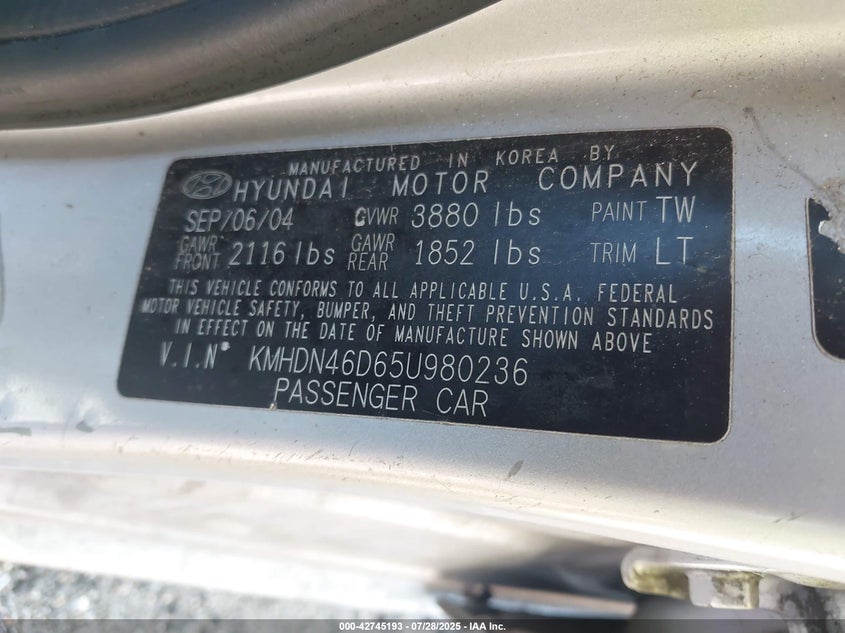 MANUFACTURED IN KOREA BY
HYUNDAI MOTOR COMPANY
SEP/06/04 GVWR 3880 lbs PAINT TW
GAWR FRONT 2116 lbs GAWR REAR 1852 lbs TRIM LT
THIS VEHICLE CONFORMS TO ALL APPLICABLE U.S.A. FEDERAL
MOTOR VEHICLE SAFETY, BUMPER, AND THEFT PREVENTION STANDARDS
IN EFFECT ON THE DATE OF MANUFACTURE SHOWN ABOVE
V.I.N: KMHDN46D65U980236
PASSENGER CAR
000-42745193 - 07/28/2025 - IAA Inc.